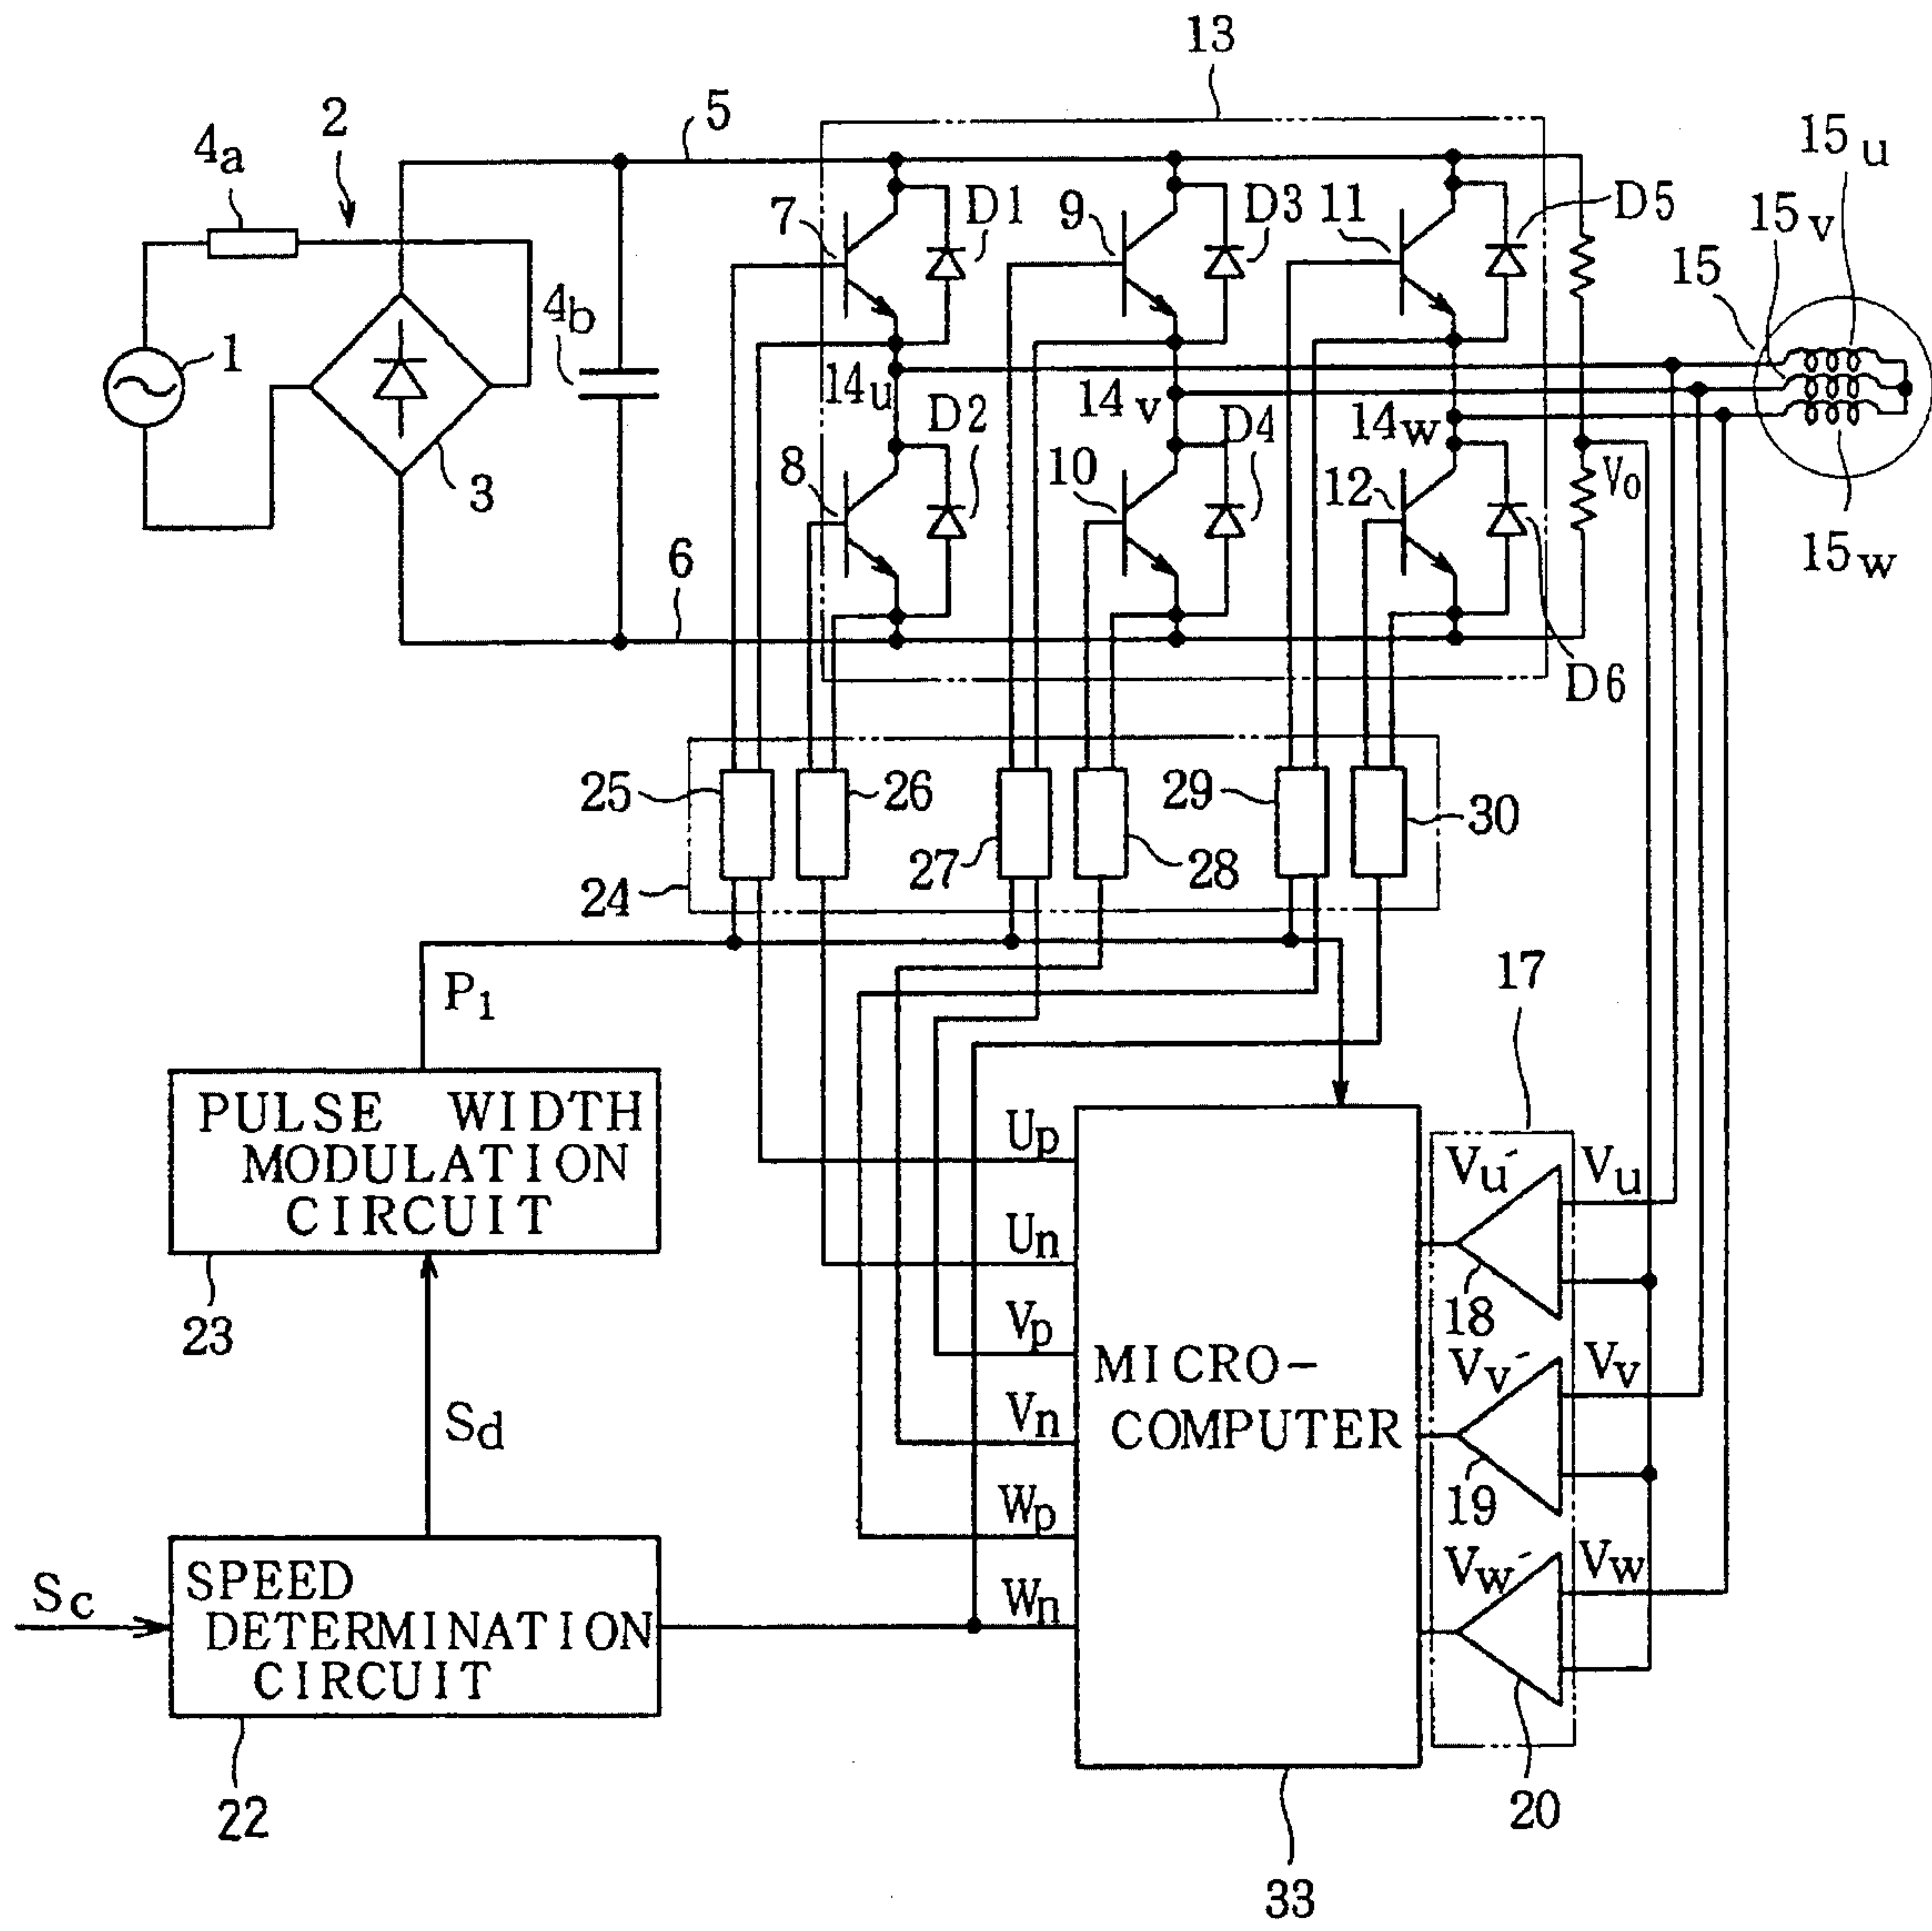 13
2
5
15u
4a
7
D1
9
D3
11
D5
15v
15
1
4b
14u
D2
14v
D4
14w
3
8
10
12
V0
15w
6
D6
25
26
27
28
29
30
24
P1
17
PULSE WIDTH
MODULATION
CIRCUIT
23
Up
Un
Vp
Vn
Wp
Wn
MICRO-
COMPUTER
Vu´
Vu
18
Vv´
Vv
19
Vw´
Vw
20
Sd
Sc
SPEED
DETERMINATION
CIRCUIT
22
33